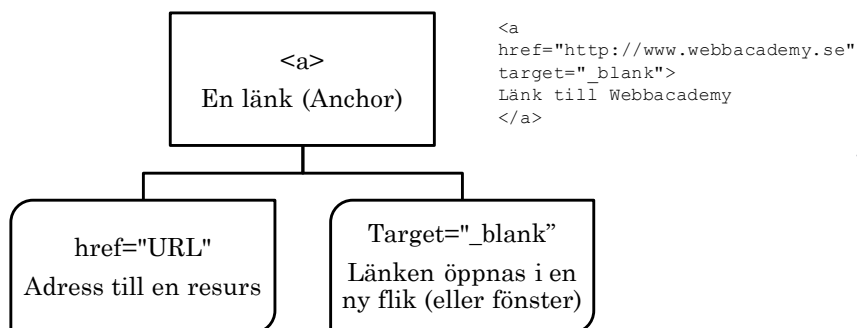 <a>
En länk (Anchor)
<a
href="http://www.webbacademy.se"
target="_blank">
Länk till Webbacademy
</a>
href="URL"
Adress till en resurs
Target="_blank”
Länken öppnas i en
ny flik (eller fönster)